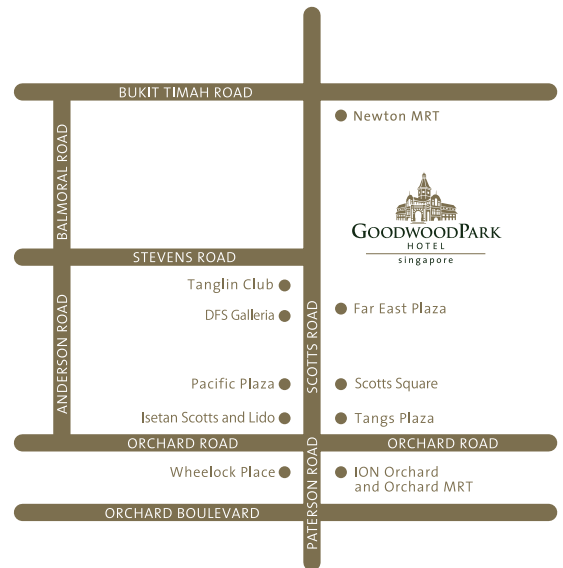 BUKIT TIMAH ROAD
Newton MRT
BALMORAL ROAD
GOODWOODPARK
HOTEL
singapore
STEVENS ROAD
Tanglin Club
DFS Galleria
Far East Plaza
ANDERSON ROAD
SCOTTS ROAD
Pacific Plaza
Scotts Square
Isetan Scotts and Lido
Tangs Plaza
ORCHARD ROAD
ORCHARD ROAD
Wheelock Place
ION Orchard
and Orchard MRT
PATERSON ROAD
ORCHARD BOULEVARD